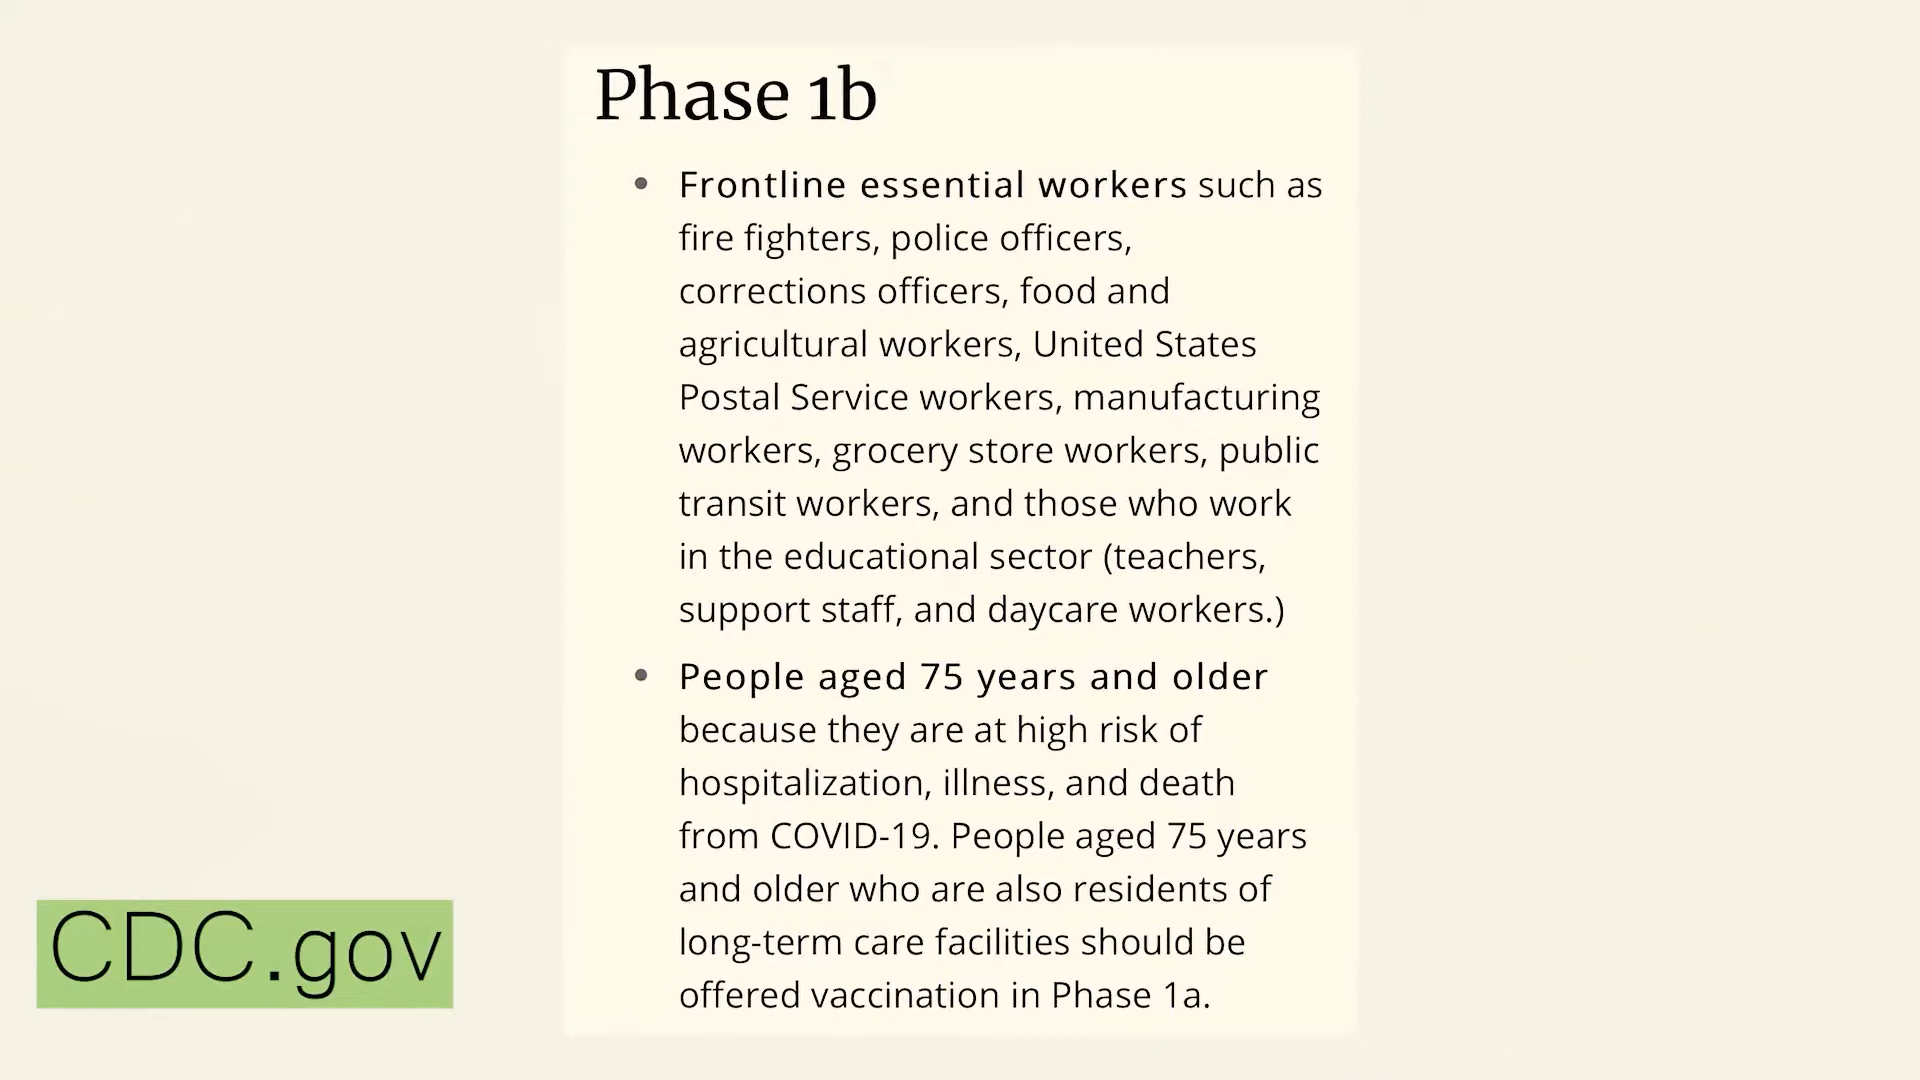 Phase 1b
• Frontline essential workers such as
fire fighters, police officers,
corrections officers, food and
agricultural workers, United States
Postal Service workers, manufacturing
workers, grocery store workers, public
transit workers, and those who work
in the educational sector (teachers,
support staff, and daycare workers.)
• People aged 75 years and older
because they are at high risk of
hospitalization, illness, and death
from COVID-19. People aged 75 years
and older who are also residents of
long-term care facilities should be
offered vaccination in Phase 1a.
CDC.gov